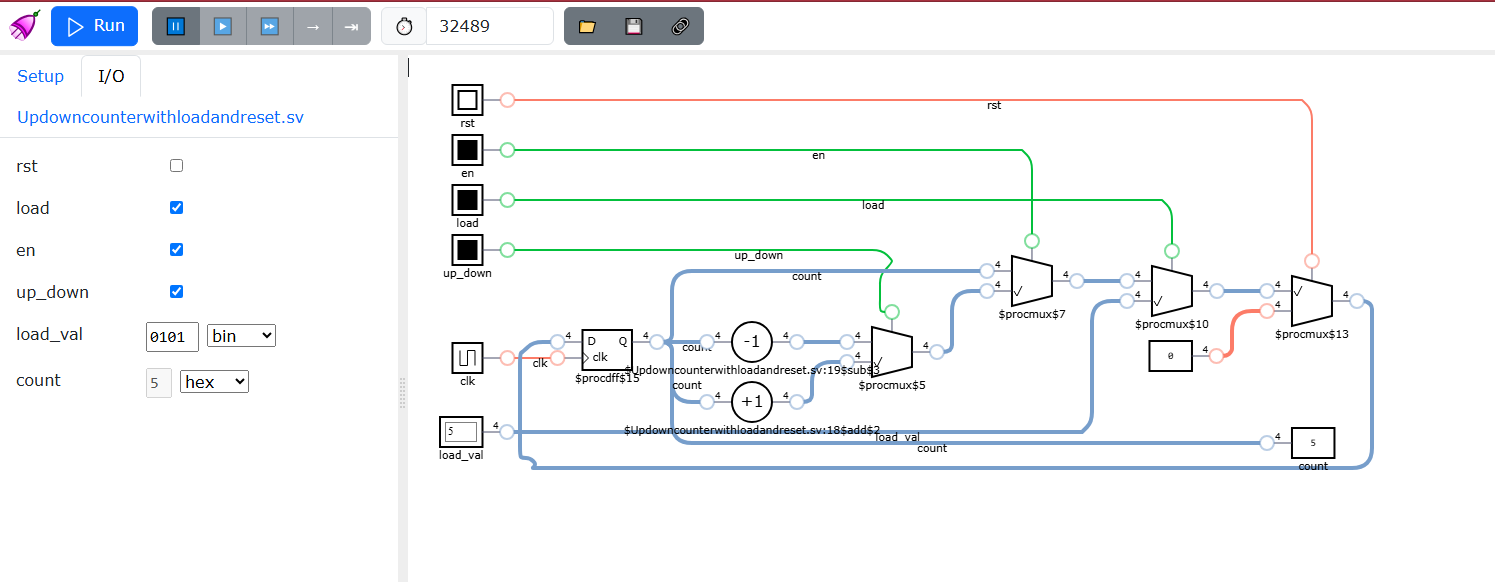 Run
32489
Setup I/O
Updowncounterwithloadandreset.sv
rst
load
en
up_down
load_val 0101 bin
count 5 hex
rst
rst
en
en
load
load
up_down
up_down
count
4
4
4
$procmux$7
4
4
4
$procmux$10
4
4
4
$procmux$13
0
4
clk
clk
4
D Q
clk
4
$procdff$15
count
4
-1
4
$Updowncounterwithloadandreset.sv:19$sub$3
count
4
+1
4
$Updowncounterwithloadandreset.sv:18$add$2
4
4
4
$procmux$5
5
4
load_val
load_val
count
4
5
count